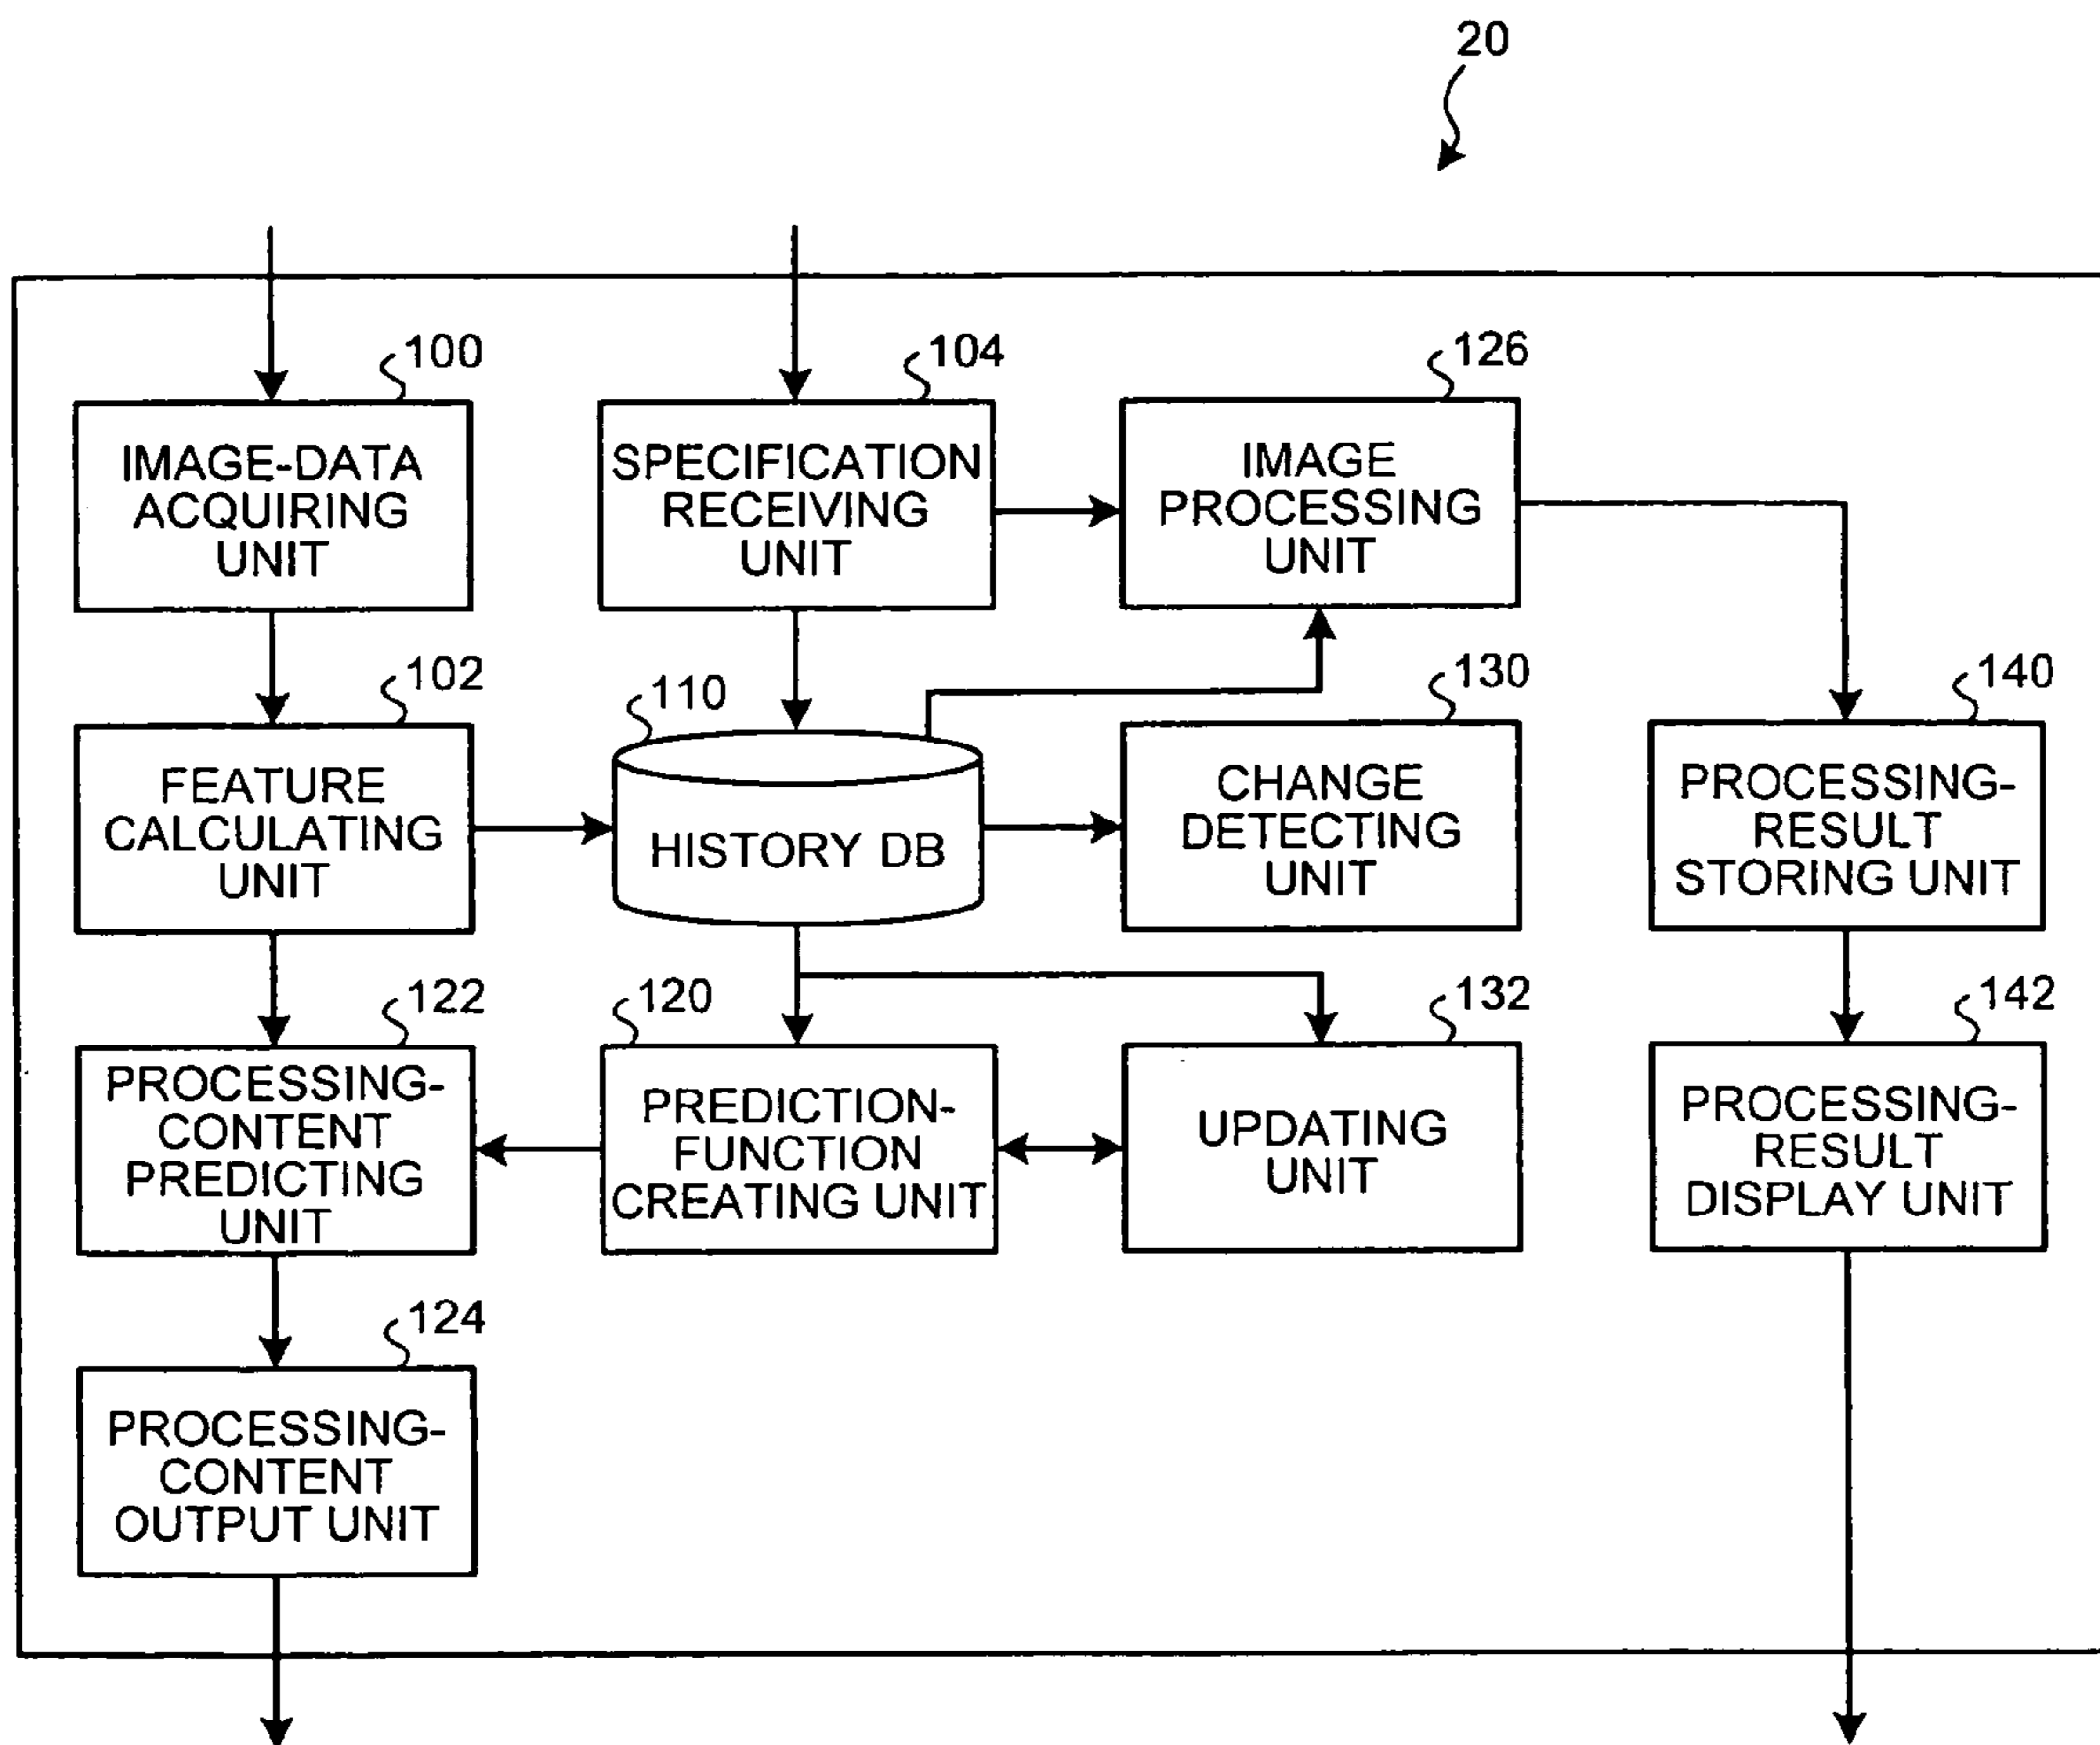 20
100
IMAGE-DATA
ACQUIRING
UNIT
104
SPECIFICATION
RECEIVING
UNIT
126
IMAGE
PROCESSING
UNIT
102
FEATURE
CALCULATING
UNIT
110
HISTORY DB
130
CHANGE
DETECTING
UNIT
140
PROCESSING-
RESULT
STORING UNIT
122
PROCESSING-
CONTENT
PREDICTING
UNIT
120
PREDICTION-
FUNCTION
CREATING UNIT
132
UPDATING
UNIT
142
PROCESSING-
RESULT
DISPLAY UNIT
124
PROCESSING-
CONTENT
OUTPUT UNIT